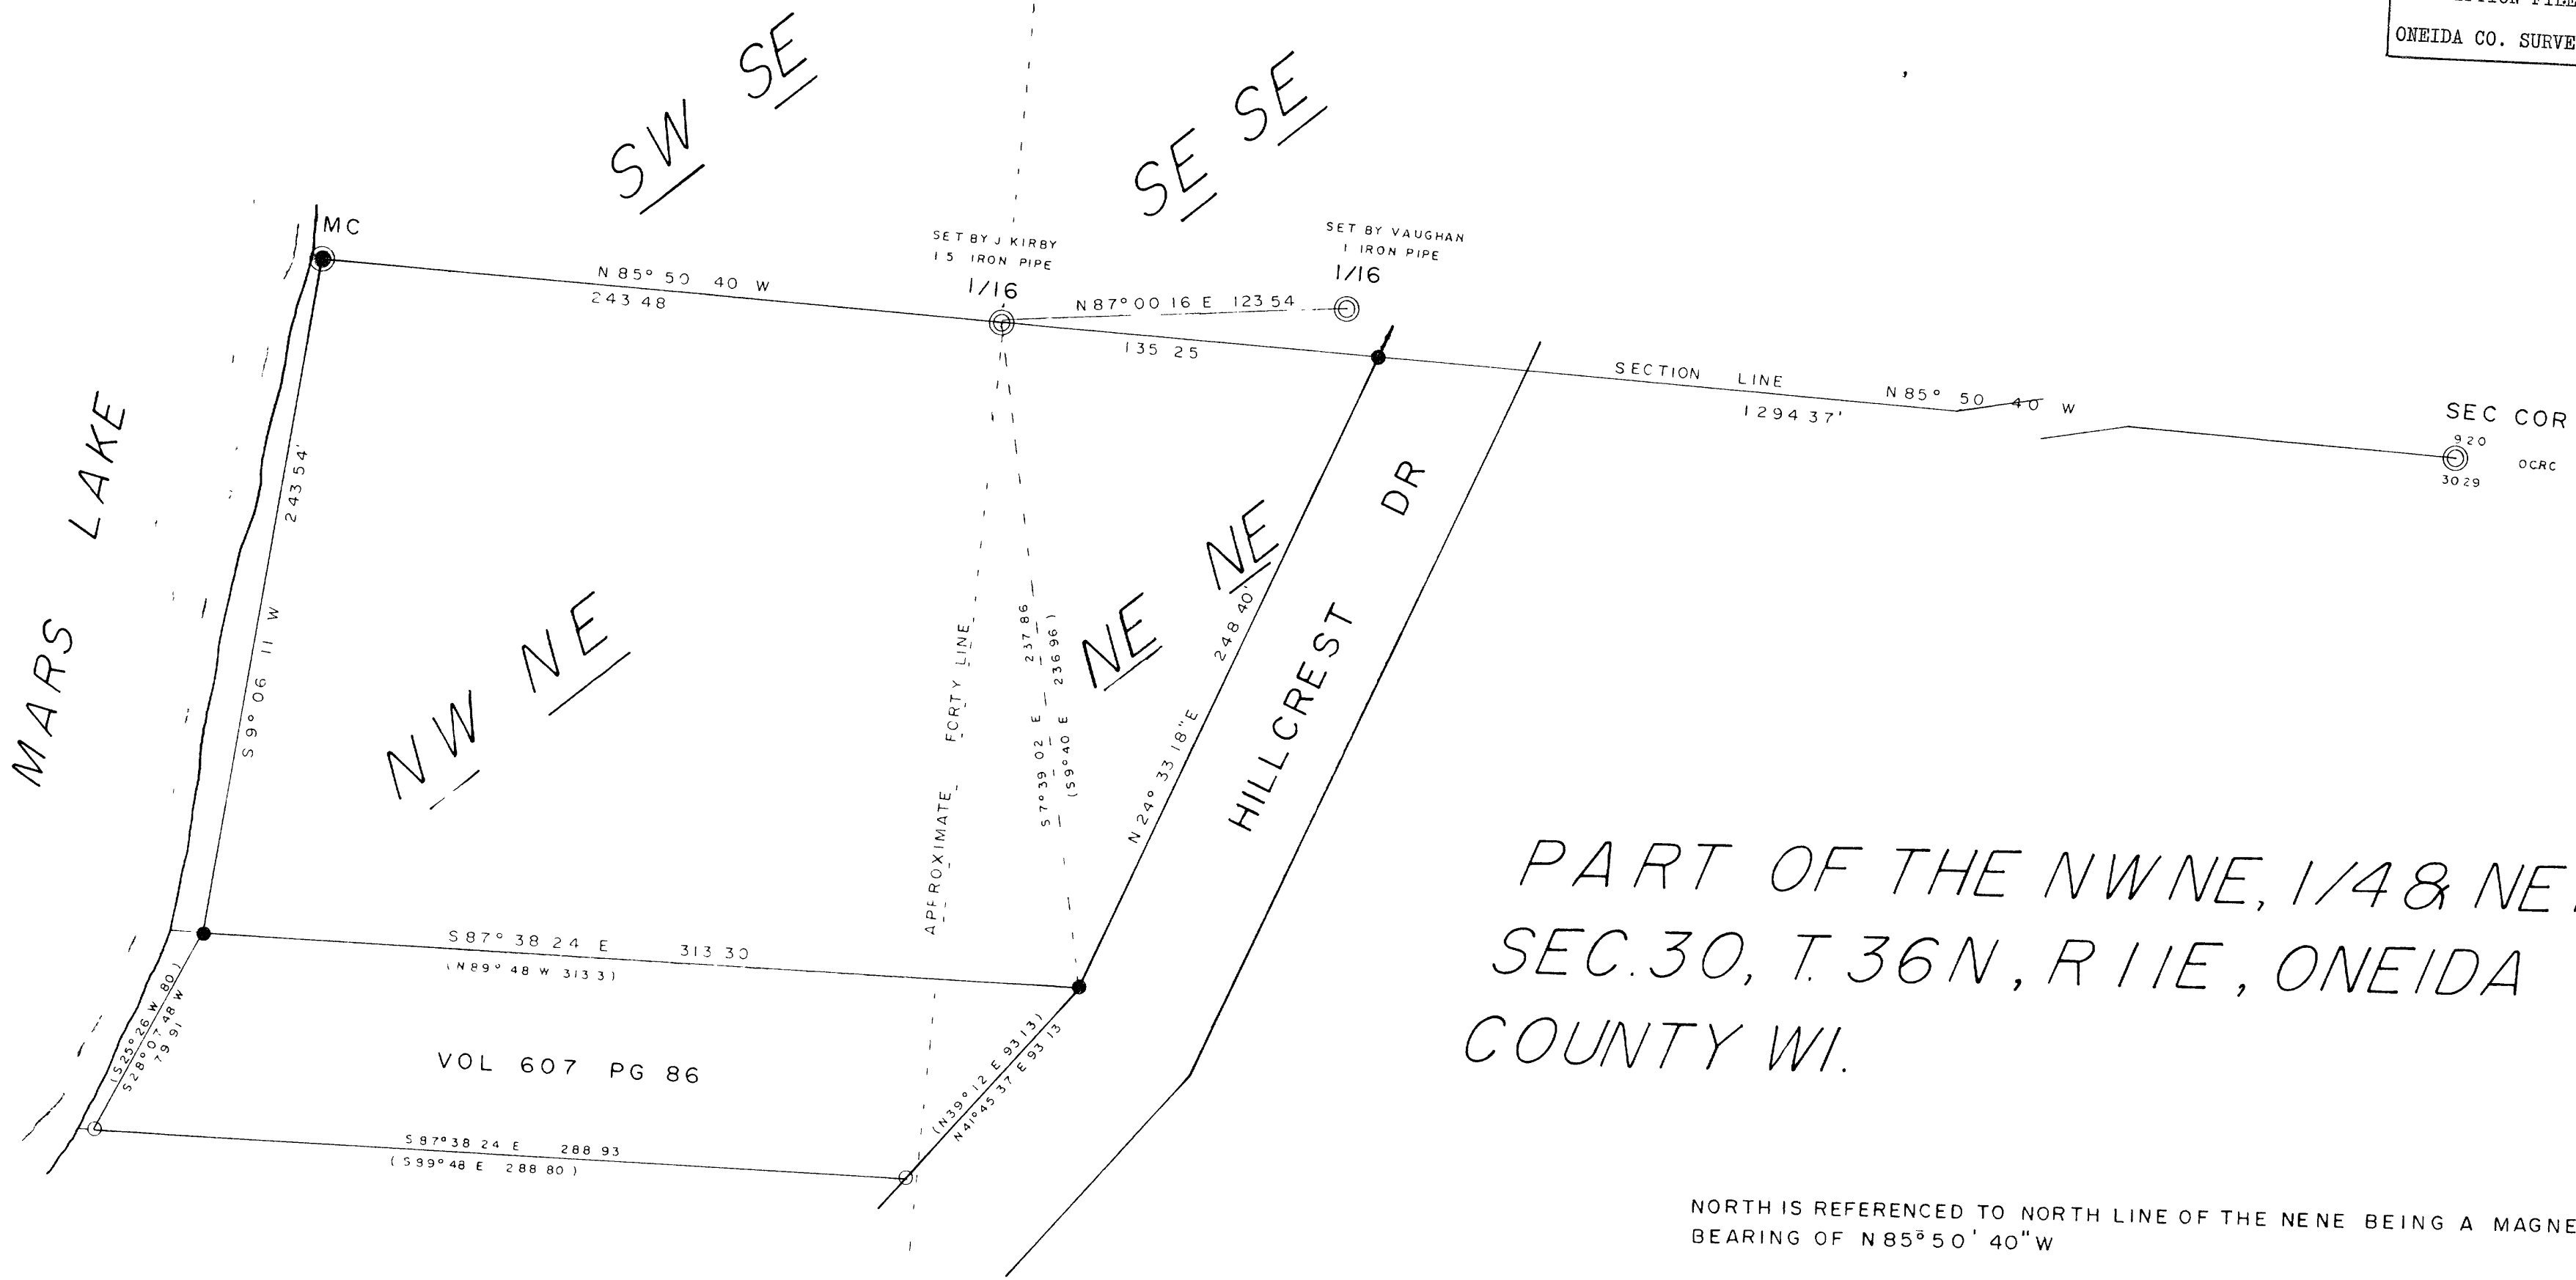 ONEIDA CO. SURVE
SW SE
SE SE
MC
SET BY J KIRBY
1 5 IRON PIPE
1/16
SET BY VAUGHAN
1 IRON PIPE
1/16
N 85° 50 40 W
243 48
N 87° 00 16 E 123 54
135 25
SECTION LINE N 85° 50 40 W
1294 37'
SEC COR
920
OCRC
3029
MARS LAKE
243 54'
S 9° 06 11 W
NW NE
NE NE
APPROXIMATE FORTY LINE
S 7° 39 02 E 237 86
(S 9° 40 E 236 96)
248 40'
N 24° 33 18" E
HILLCREST DR
S 87° 38 24 E 313 30
(N 89° 48 W 313 3)
(S 25° 26 W 80)
S 28° 07 48 W
79 91
VOL 607 PG 86
(N 39° 12 E 93 13)
N 41° 45 37 E 93 13
S 87° 38 24 E 288 93
(S 99° 48 E 288 80)
PART OF THE NWNE, 1/4 & NE
SEC. 30, T. 36N, R 11E, ONEIDA
COUNTY WI.
NORTH IS REFERENCED TO NORTH LINE OF THE NENE BEING A MAGNE
BEARING OF N 85° 50' 40" W